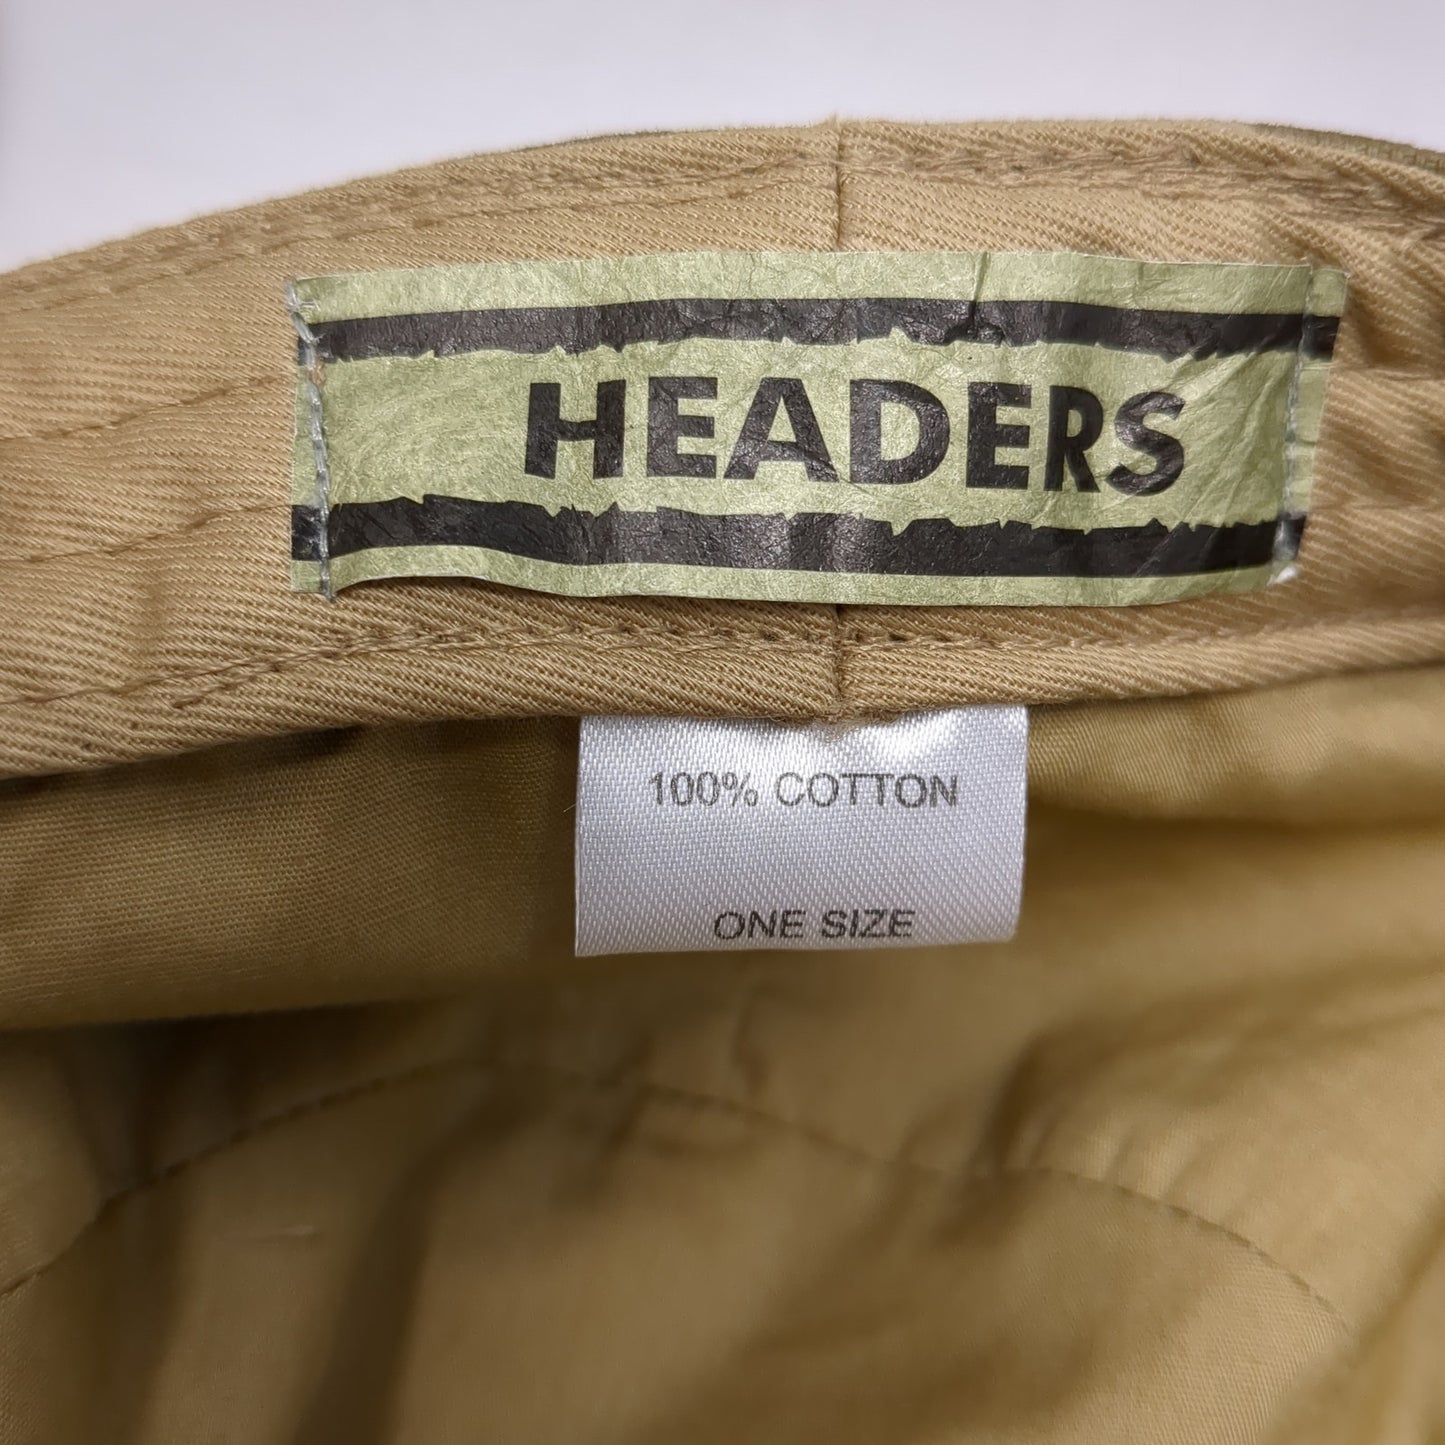 HEADERS
100% COTTON
ONE SIZE